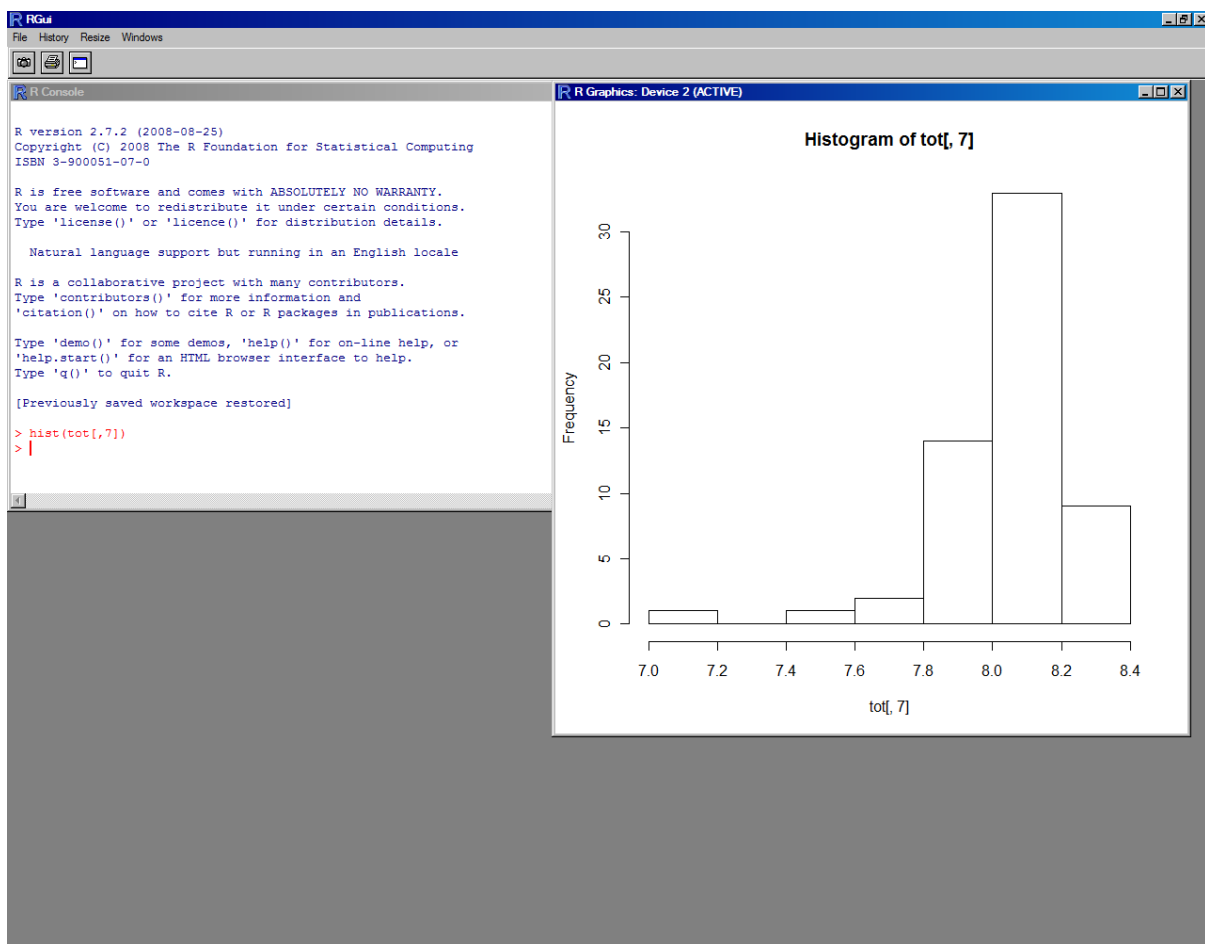 RGui
File History Resize Windows
R Console
R version 2.7.2 (2008-08-25)
Copyright (C) 2008 The R Foundation for Statistical Computing
ISBN 3-900051-07-0
R is free software and comes with ABSOLUTELY NO WARRANTY.
You are welcome to redistribute it under certain conditions.
Type 'license()' or 'licence()' for distribution details.
Natural language support but running in an English locale
R is a collaborative project with many contributors.
Type 'contributors()' for more information and
'citation()' on how to cite R or R packages in publications.
Type 'demo()' for some demos, 'help()' for on-line help, or
'help.start()' for an HTML browser interface to help.
Type 'q()' to quit R.
[Previously saved workspace restored]
> hist(tot[,7])
>
R Graphics: Device 2 (ACTIVE)
Histogram of tot[, 7]
Frequency
30
25
20
15
10
5
0
7.0 7.2 7.4 7.6 7.8 8.0 8.2 8.4
tot[, 7]